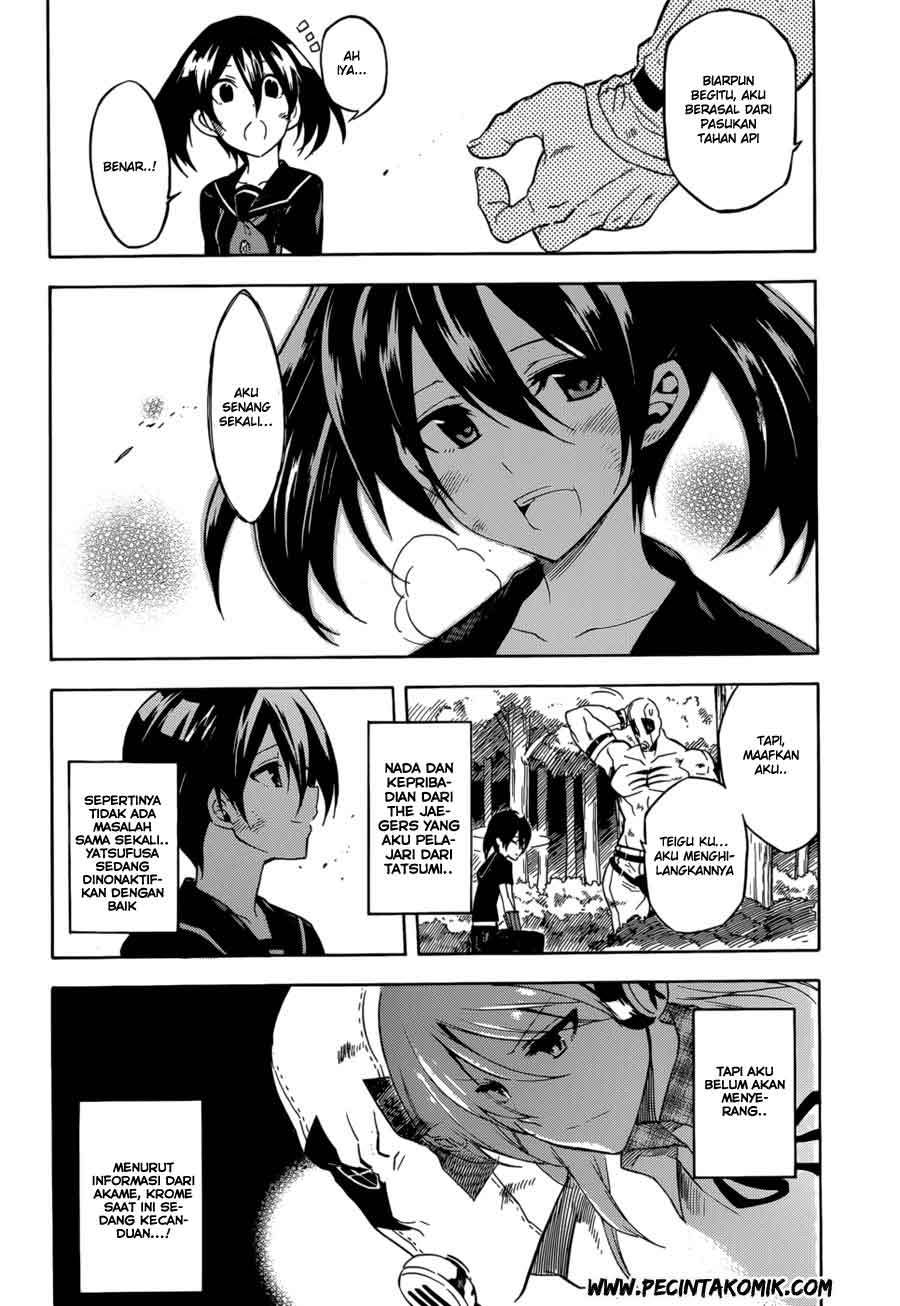 BIARPUN
BEGITU, AKU
BERASAL DARI
PASUKAN
TAHAN API
AH
IYA...
BENAR..!
AKU
SENANG
SEKALI...
TAPI,
MAAFKAN
AKU..
TEIGU KU...
AKU MENGHI-
LANGKANNYA
NADA DAN
KEPRIBA-
DIAN DARI
THE JAE-
GERS YANG
AKU PELA-
JARI DARI
TATSUMI..
SEPERTINYA
TIDAK ADA
MASALAH
SAMA SEKALI..
YATSUFUSA
SEDANG
DINONAKTIF-
KAN DENGAN
BAIK
TAPI AKU
BELUM AKAN
MENYE-
RANG..
MENURUT
INFORMASI DARI
AKAME, KROME
SAAT INI SE-
DANG KECAN-
DUAN...!
WWW.PECINTAKOMIK.COM